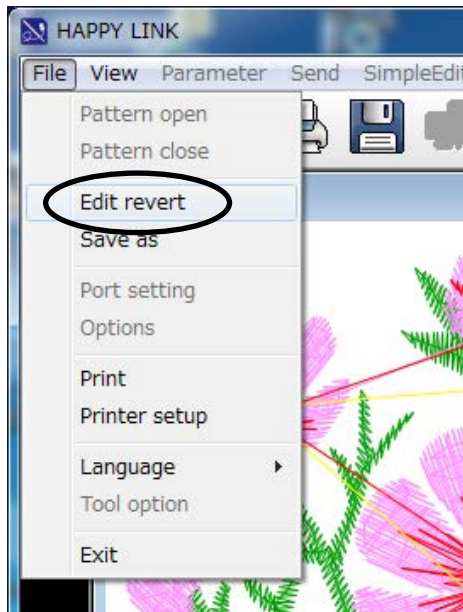 HAPPY LINK
File View Parameter Send SimpleEdit
Pattern open
Pattern close
Edit revert
Save as
Port setting
Options
Print
Printer setup
Language
Tool option
Exit